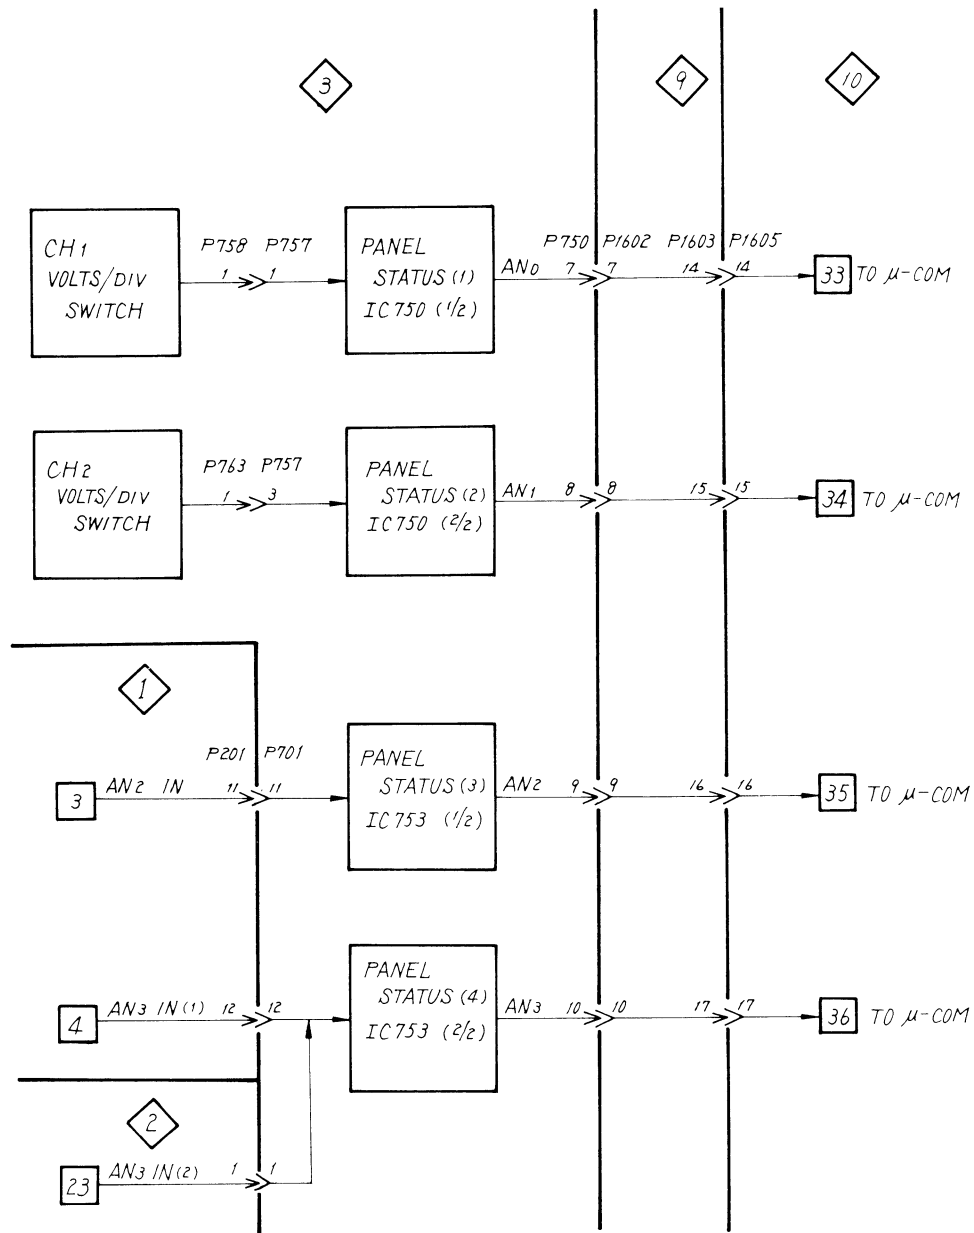 3
9
10
CH1
VOLTS/DIV
SWITCH
P758 P757
1 1
PANEL
STATUS (1)
IC750 (1/2)
AN0
P750 P1602 P1603 P1605
7 7 14 14
33 TO μ-COM
CH2
VOLTS/DIV
SWITCH
P763 P757
1 3
PANEL
STATUS (2)
IC750 (2/2)
AN1
8 8 15 15
34 TO μ-COM
1
P201 P701
3 AN2 IN 11 11
PANEL
STATUS (3)
IC753 (1/2)
AN2
9 9 16 16
35 TO μ-COM
4 AN3 IN(1) 12 12
PANEL
STATUS (4)
IC753 (2/2)
AN3
10 10 17 17
36 TO μ-COM
2
23 AN3 IN(2) 1 1